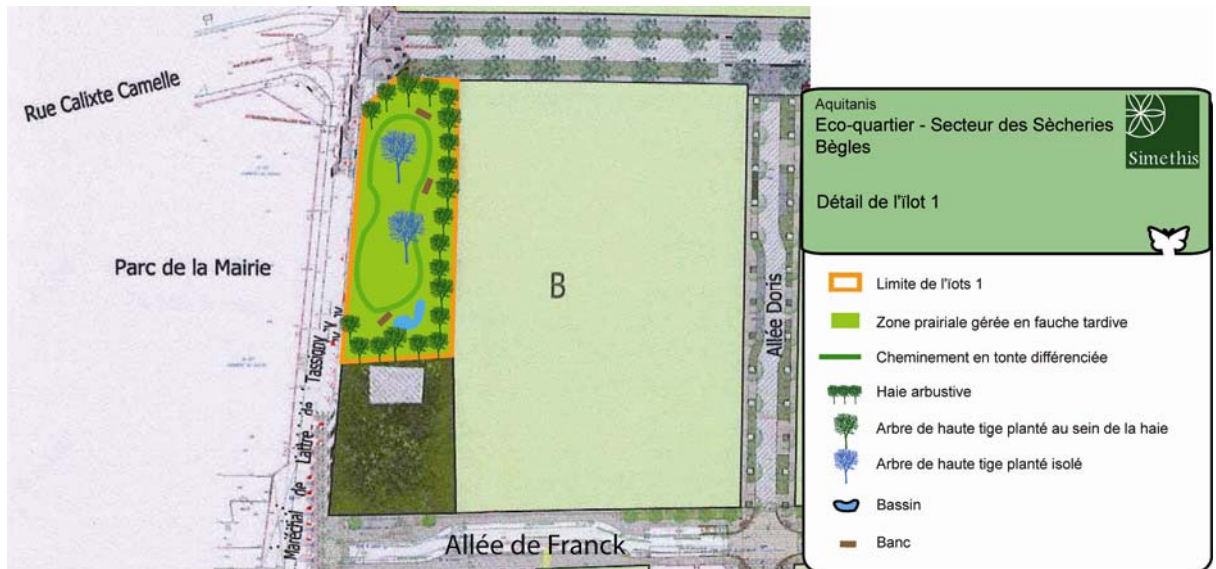 Rue Calixte Camelle
Parc de la Mairie
Maréchal de Lattre de Tassigny
B
Allée Doris
Allée de Franck
Aquitanis
Eco-quartier - Secteur des Sècheries
Bègles
Simethis
Détail de l'ïlot 1
Limite de l'ïots 1
Zone prairiale gérée en fauche tardive
Cheminement en tonte différenciée
Haie arbustive
Arbre de haute tige planté au sein de la haie
Arbre de haute tige planté isolé
Bassin
Banc